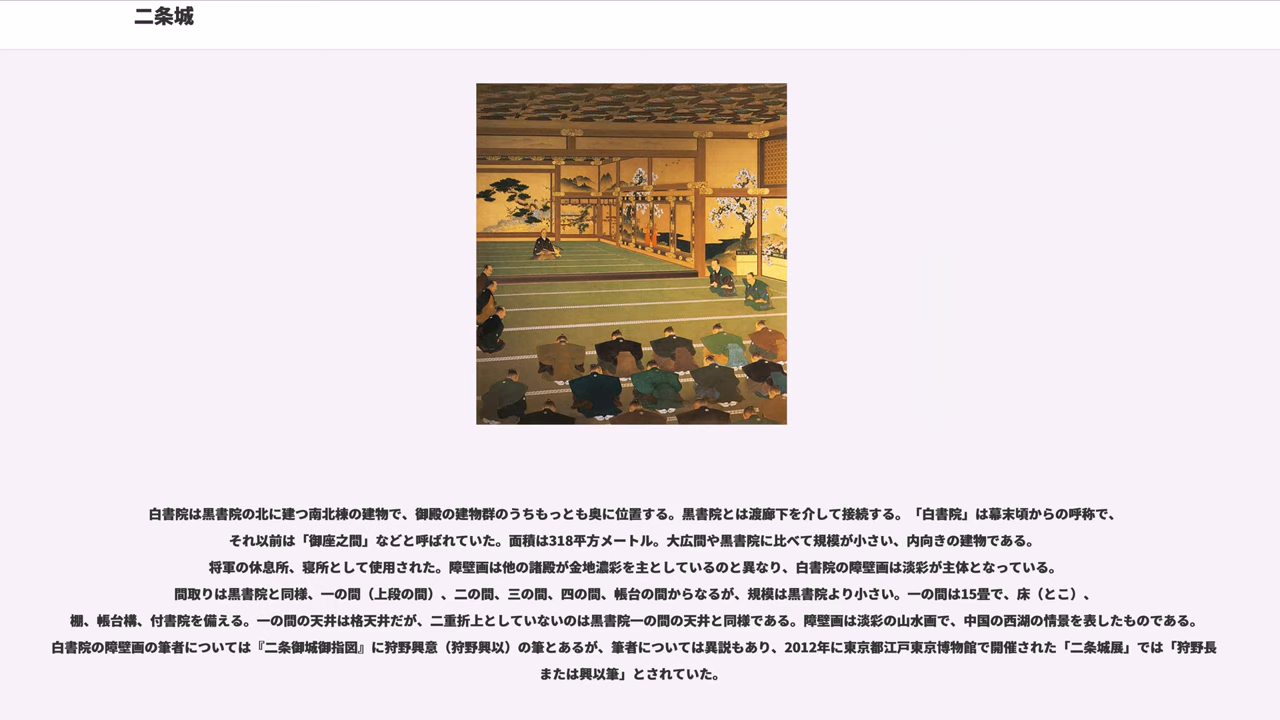 二条城
白書院は黒書院の北に建つ南北棟の建物で、御殿の建物群のうちもっとも奥に位置する。黒書院とは渡廊下を介して接続する。「白書院」は幕末頃からの呼称で、
それ以前は「御座之間」などと呼ばれていた。面積は318平方メートル。大広間や黒書院に比べて規模が小さい、内向きの建物である。
将軍の休息所、寝所として使用された。障壁画は他の諸殿が金地濃彩を主としているのと異なり、白書院の障壁画は淡彩が主体となっている。
間取りは黒書院と同様、一の間（上段の間）、二の間、三の間、四の間、帳台の間からなるが、規模は黒書院より小さい。一の間は15畳で、床（とこ）、
棚、帳台構、付書院を備える。一の間の天井は格天井だが、二重折上としていないのは黒書院一の間の天井と同様である。障壁画は淡彩の山水画で、中国の西湖の情景を表したものである。
白書院の障壁画の筆者については『二条御城御指図』に狩野興意（狩野興以）の筆とあるが、筆者については異説もあり、2012年に東京都江戸東京博物館で開催された「二条城展」では「狩野長
または興以筆」とされていた。